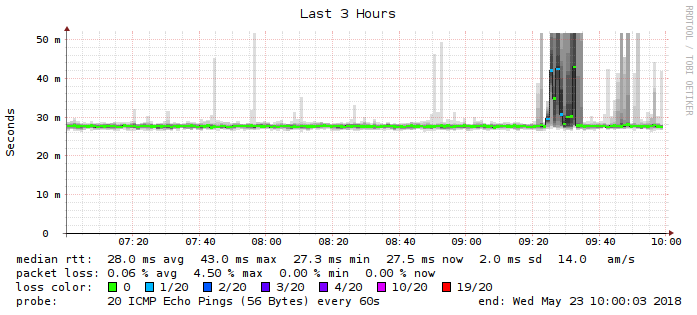 Last 3 Hours
RRDTOOL / TOBI OETIKER
Seconds
50 m
40 m
30 m
20 m
10 m
0
07:20 07:40 08:00 08:20 08:40 09:00 09:20 09:40 10:00
median rtt: 28.0 ms avg 43.0 ms max 27.3 ms min 27.5 ms now 2.0 ms sd 14.0 am/s
packet loss: 0.06 % avg 4.50 % max 0.00 % min 0.00 % now
loss color: 0 1/20 2/20 3/20 4/20 10/20 19/20
probe: 20 ICMP Echo Pings (56 Bytes) every 60s end: Wed May 23 10:00:03 2018